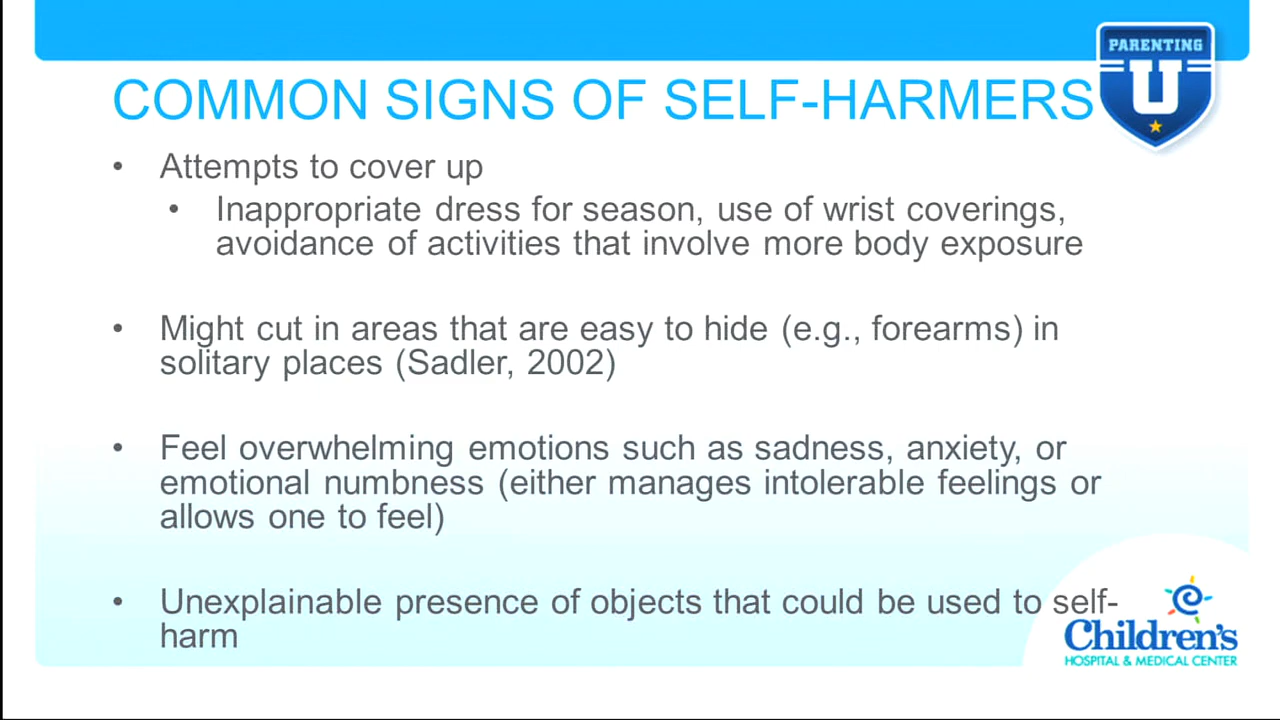 PARENTING
U
COMMON SIGNS OF SELF-HARMERS
• Attempts to cover up
• Inappropriate dress for season, use of wrist coverings,
avoidance of activities that involve more body exposure
• Might cut in areas that are easy to hide (e.g., forearms) in
solitary places (Sadler, 2002)
• Feel overwhelming emotions such as sadness, anxiety, or
emotional numbness (either manages intolerable feelings or
allows one to feel)
• Unexplainable presence of objects that could be used to self-
harm
Children's
HOSPITAL & MEDICAL CENTER